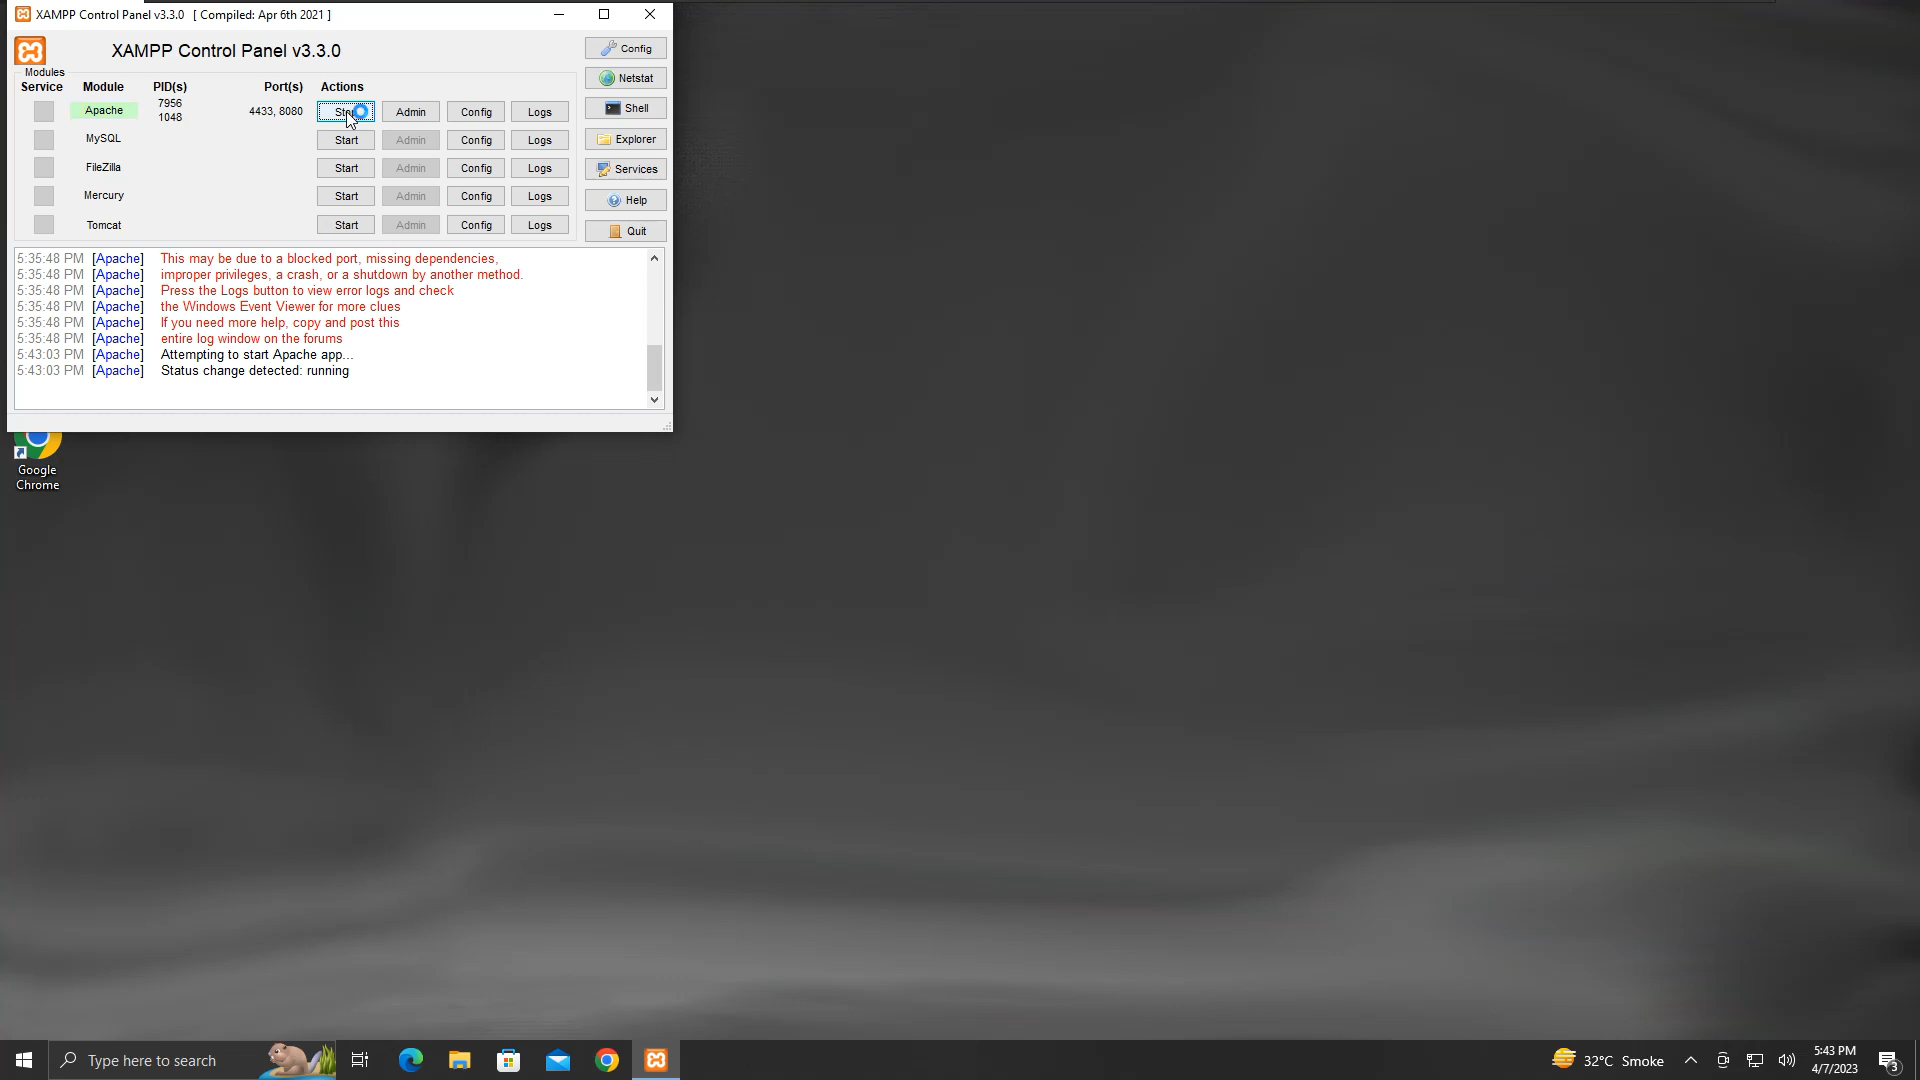 XAMPP Control Panel v3.3.0 [ Compiled: Apr 6th 2021 ]
XAMPP Control Panel v3.3.0
Config
Modules
Service Module PID(s) Port(s) Actions
Netstat
Apache 7956 1048 4433, 8080 Admin Config Logs
Shell
MySQL Start Admin Config Logs
Explorer
FileZilla Start Admin Config Logs
Services
Mercury Start Admin Config Logs
Help
Tomcat Start Admin Config Logs
Quit
5:35:48 PM [Apache] This may be due to a blocked port, missing dependencies,
5:35:48 PM [Apache] improper privileges, a crash, or a shutdown by another method.
5:35:48 PM [Apache] Press the Logs button to view error logs and check
5:35:48 PM [Apache] the Windows Event Viewer for more clues
5:35:48 PM [Apache] If you need more help, copy and post this
5:35:48 PM [Apache] entire log window on the forums
5:43:03 PM [Apache] Attempting to start Apache app...
5:43:03 PM [Apache] Status change detected: running
Google
Chrome
Type here to search
32°C Smoke
5:43 PM
4/7/2023
3